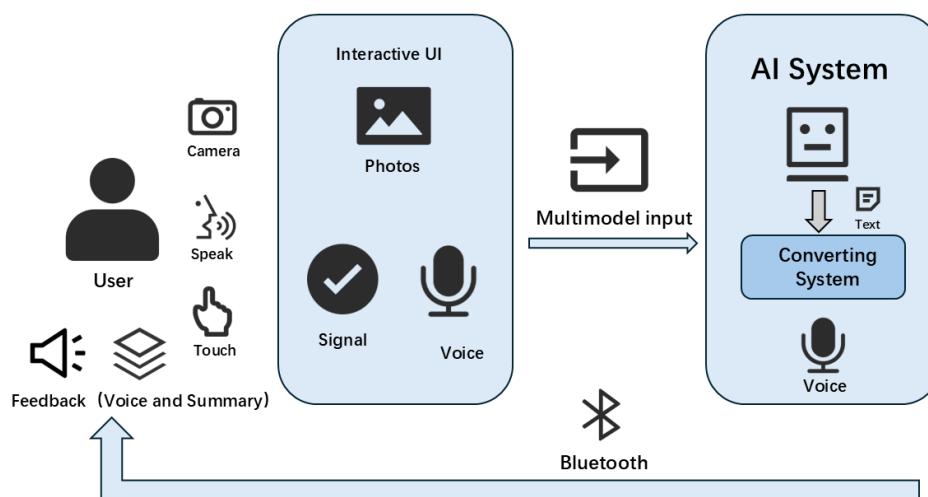 Interactive UI
Photos
Signal
Voice
Camera
Speak
Touch
User
Feedback (Voice and Summary)
Multimodel input
AI System
Text
Converting
System
Voice
Bluetooth